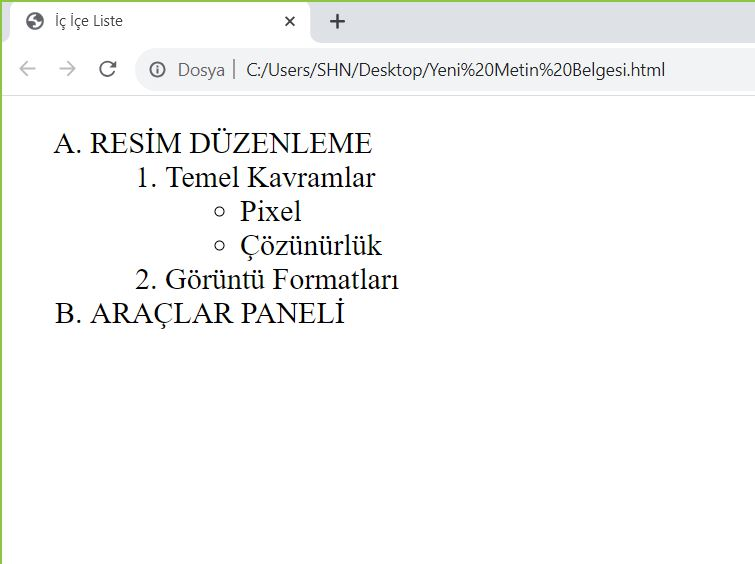 İç İçe Liste
Dosya | C:/Users/SHN/Desktop/Yeni%20Metin%20Belgesi.html
A. RESİM DÜZENLEME
1. Temel Kavramlar
Pixel
Çözünürlük
2. Görüntü Formatları
B. ARAÇLAR PANELİ